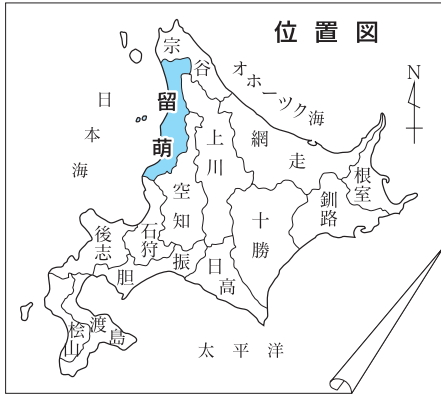 位置図
宗谷
オホーツク海
N
日本海
留萌
上川
網走
根室
釧路
空知
十勝
石狩
後志
胆振
日高
渡島
桧山
太平洋